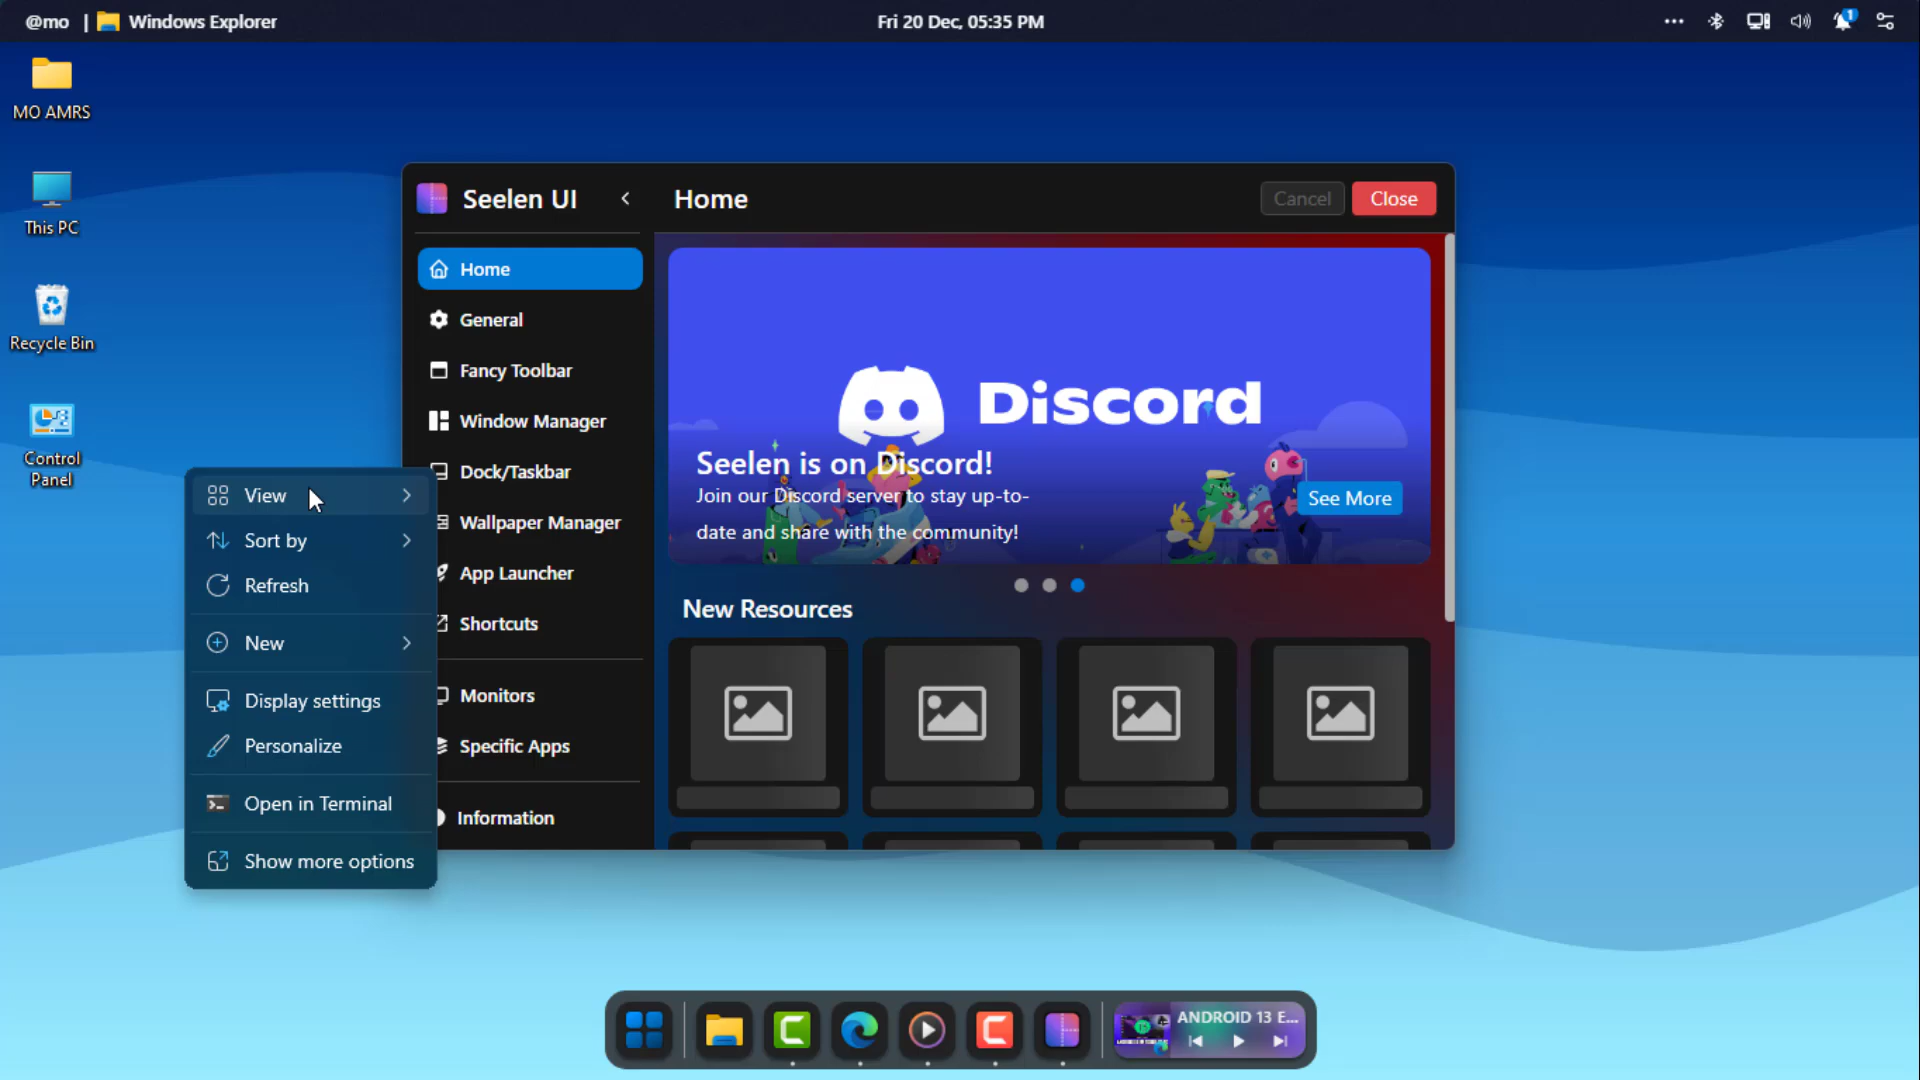 @mo | Windows Explorer
Fri 20 Dec, 05:35 PM
1
MO AMRS
This PC
Recycle Bin
Control
Panel
View
Sort by
Refresh
New
Display settings
Personalize
Open in Terminal
Show more options
Seelen UI
Home
General
Fancy Toolbar
Window Manager
Dock/Taskbar
Wallpaper Manager
App Launcher
Shortcuts
Monitors
Specific Apps
Information
Home
Cancel
Close
Discord
Seelen is on Discord!
Join our Discord server to stay up-to-
date and share with the community!
See More
New Resources
ANDROID 13 E...